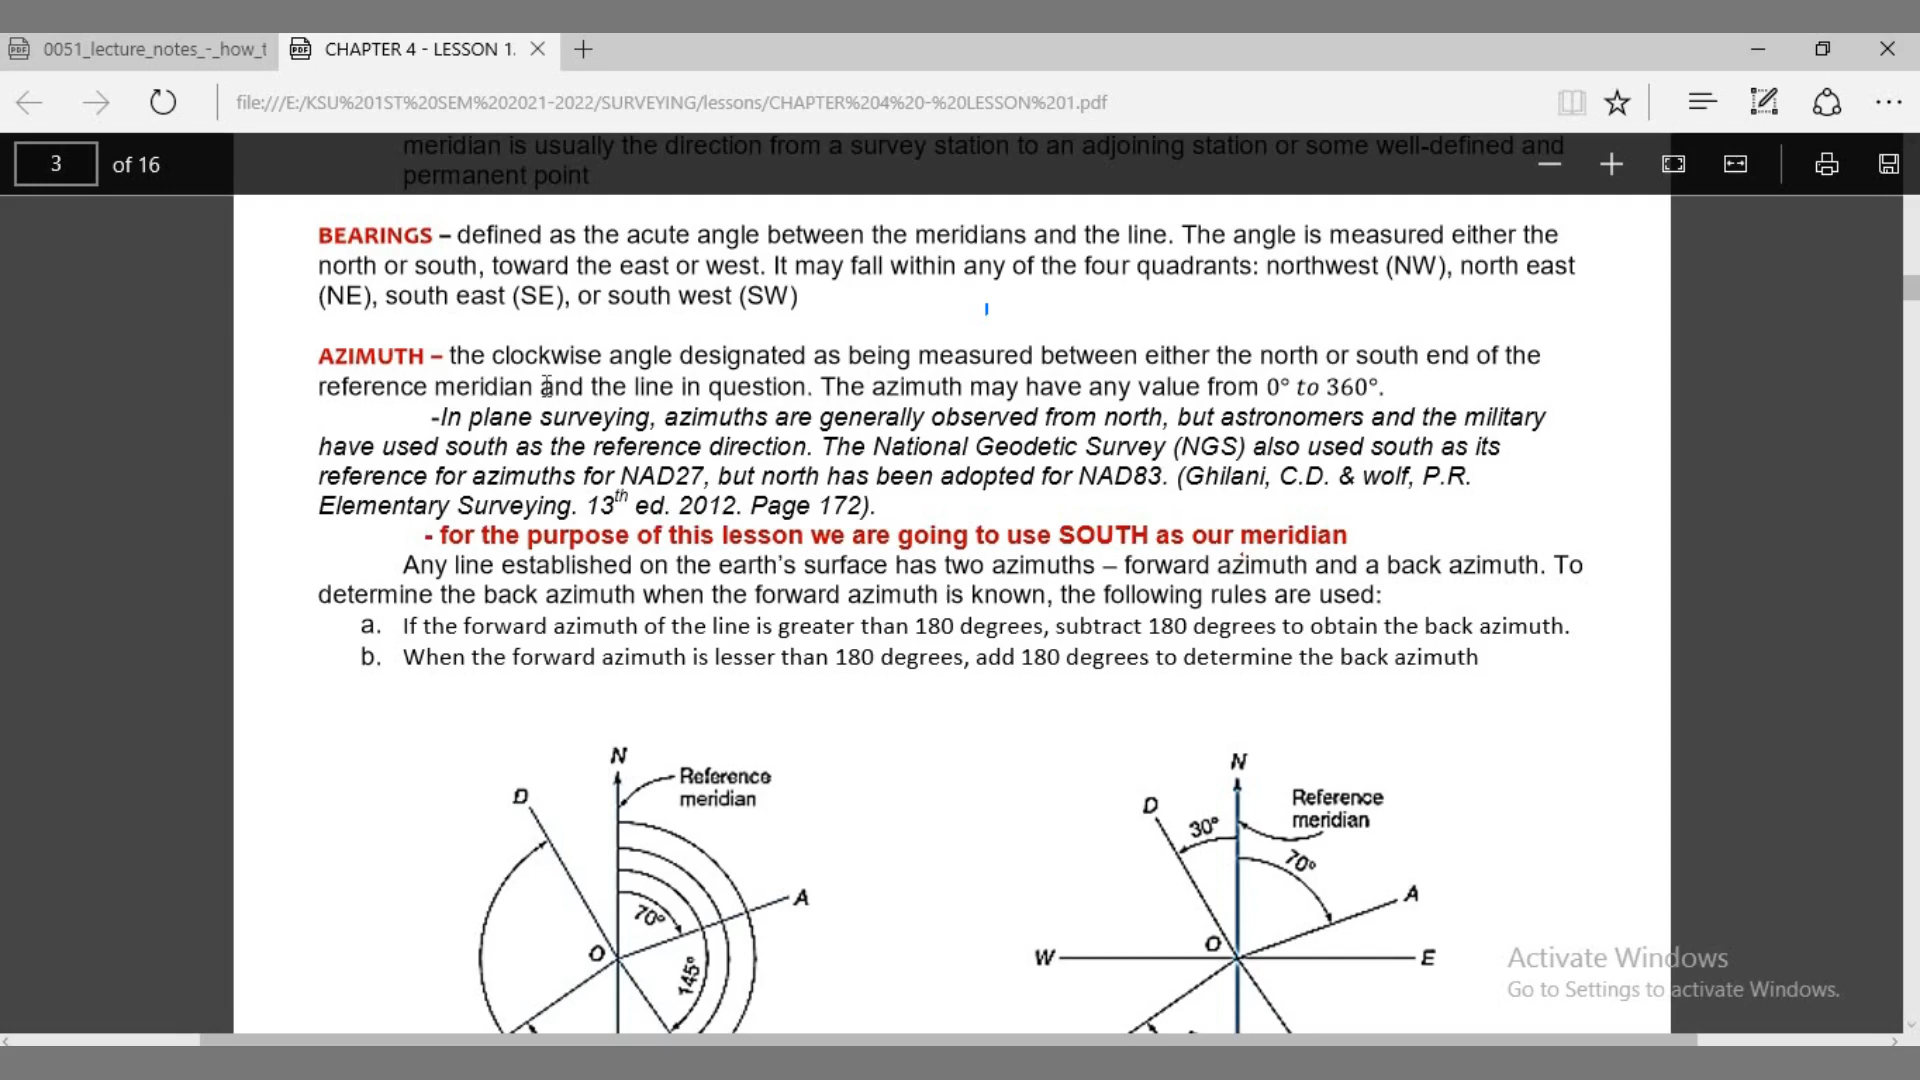 0051_lecture_notes_-_how_t
CHAPTER 4 - LESSON 1.
file:///E:/KSU%201ST%20SEM%202021-2022/SURVEYING/lessons/CHAPTER%204%20-%20LESSON%201.pdf
3 of 16
meridian is usually the direction from a survey station to an adjoining station or some well-defined and
permanent point
BEARINGS – defined as the acute angle between the meridians and the line. The angle is measured either the
north or south, toward the east or west. It may fall within any of the four quadrants: northwest (NW), north east
(NE), south east (SE), or south west (SW)
AZIMUTH – the clockwise angle designated as being measured between either the north or south end of the
reference meridian and the line in question. The azimuth may have any value from 0° to 360°.
-In plane surveying, azimuths are generally observed from north, but astronomers and the military
have used south as the reference direction. The National Geodetic Survey (NGS) also used south as its
reference for azimuths for NAD27, but north has been adopted for NAD83. (Ghilani, C.D. & wolf, P.R.
Elementary Surveying. 13th ed. 2012. Page 172).
- for the purpose of this lesson we are going to use SOUTH as our meridian
Any line established on the earth's surface has two azimuths – forward azimuth and a back azimuth. To
determine the back azimuth when the forward azimuth is known, the following rules are used:
a. If the forward azimuth of the line is greater than 180 degrees, subtract 180 degrees to obtain the back azimuth.
b. When the forward azimuth is lesser than 180 degrees, add 180 degrees to determine the back azimuth
N
Reference
meridian
D
A
70°
O
145°
N
Reference
meridian
D
30°
70°
A
O
W
E
Activate Windows
Go to Settings to activate Windows.